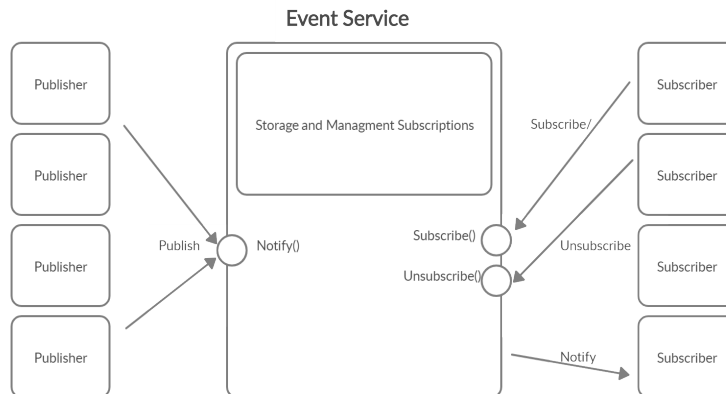 Event Service
Publisher
Publisher
Publisher
Publisher
Publish
Storage and Managment Subscriptions
Notify()
Subscribe()
Unsubscribe()
Subscribe/
Unsubscribe
Notify
Subscriber
Subscriber
Subscriber
Subscriber